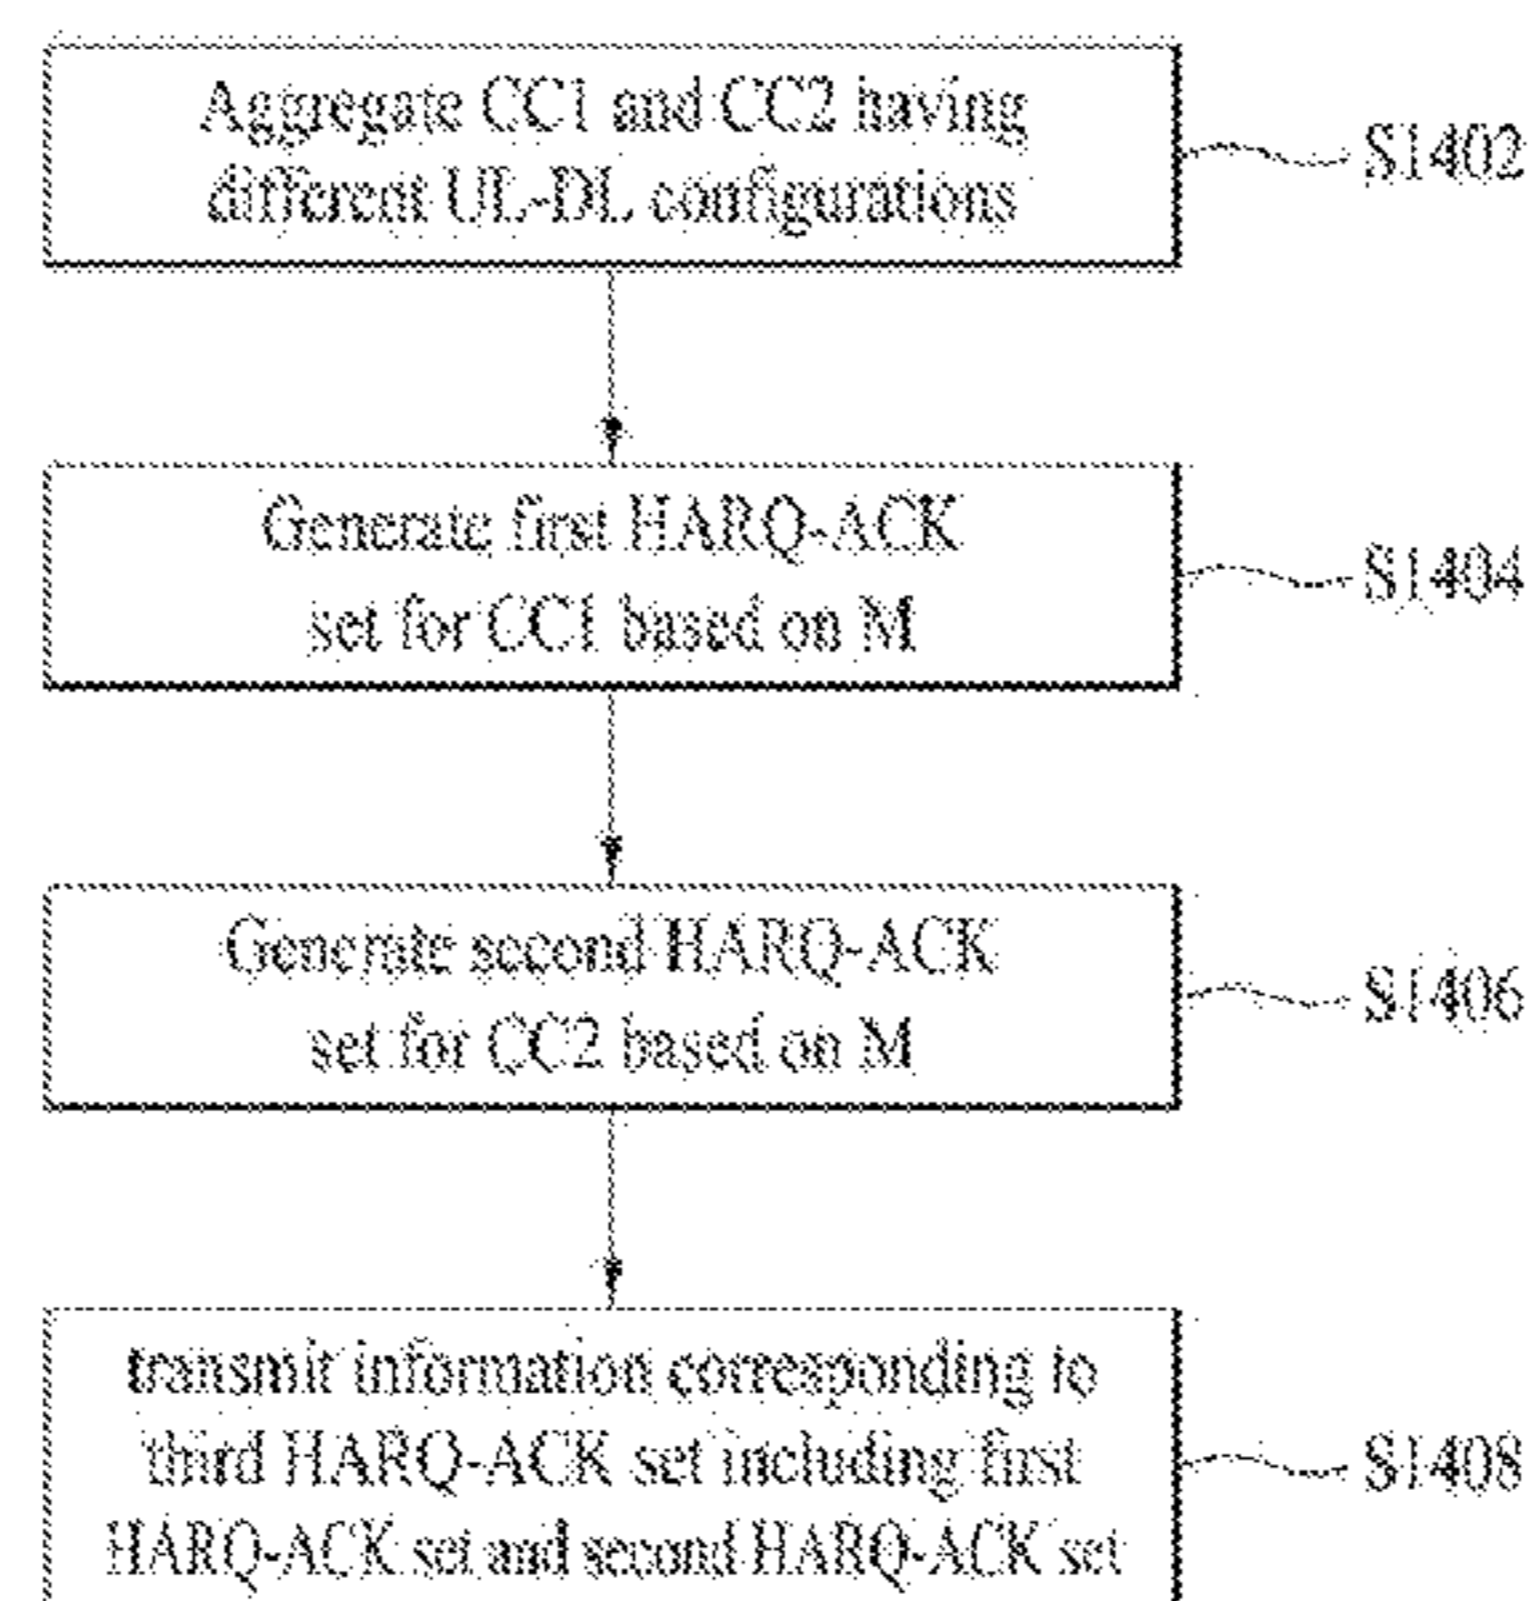 Aggregate CC1 and CC2 having
different UL-DL configurations
S1402
Generate first HARQ-ACK
set for CC1 based on M
S1404
Generate second HARQ-ACK
set for CC2 based on M
S1406
transmit information corresponding to
third HARQ-ACK set including first
HARQ-ACK set and second HARQ-ACK set
S1408